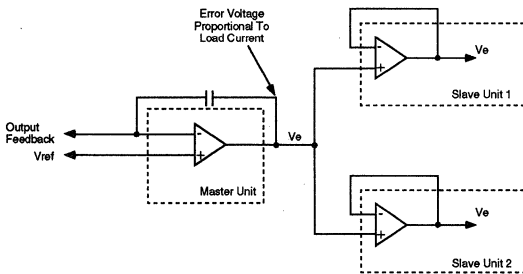 Error Voltage
Proportional To
Load Current
Ve
-
+
Slave Unit 1
Output
Feedback
Vref
-
+
Ve
Master Unit
Ve
-
+
Slave Unit 2